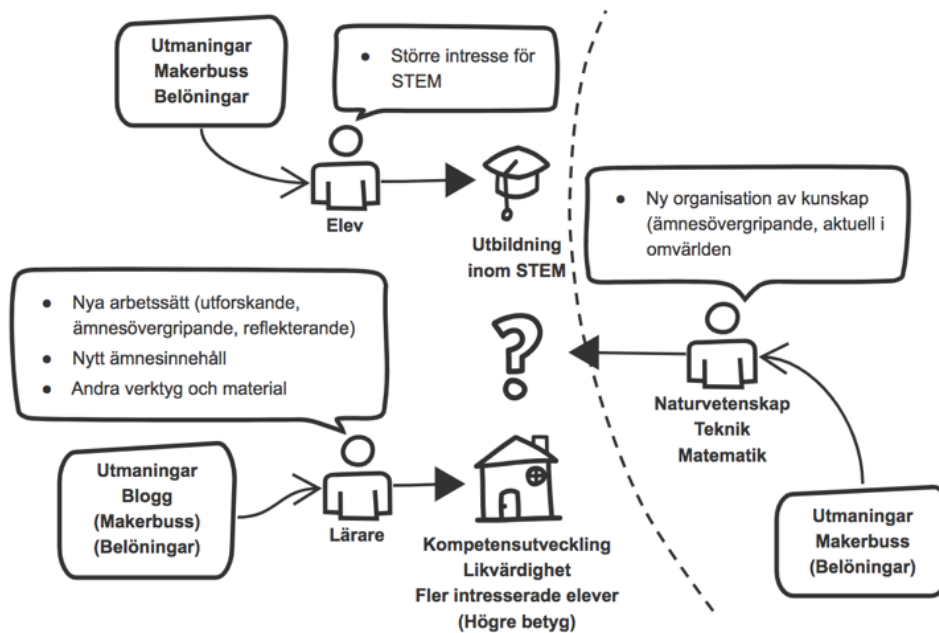 Utmaningar
Makerbuss
Belöningar
● Större intresse för
STEM
Elev
Utbildning
inom STEM
● Ny organisation av kunskap
(ämnesövergripande, aktuell i
omvärlden
● Nya arbetssätt (utforskande,
ämnesövergripande, reflekterande)
● Nytt ämnesinnehåll
● Andra verktyg och material
?
Naturvetenskap
Teknik
Matematik
Utmaningar
Blogg
(Makerbuss)
(Belöningar)
Lärare
Kompetensutveckling
Likvärdighet
Fler intresserade elever
(Högre betyg)
Utmaningar
Makerbuss
(Belöningar)